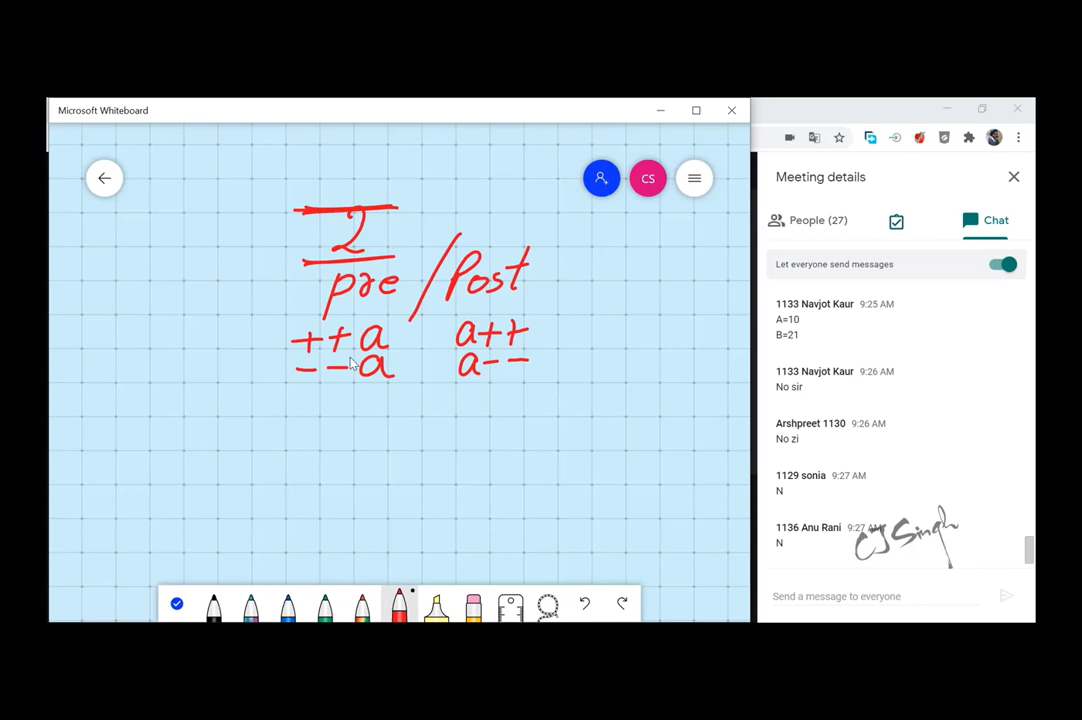 Microsoft Whiteboard
CS
2
pre / Post
++a a++
--a a--
Meeting details
People (27)
Chat
Let everyone send messages
1133 Navjot Kaur 9:25 AM
A=10
B=21
1133 Navjot Kaur 9:26 AM
No sir
Arshpreet 1130 9:26 AM
No zi
1129 sonia 9:27 AM
N
1136 Anu Rani 9:27 AM
N
CJSingh
Send a message to everyone